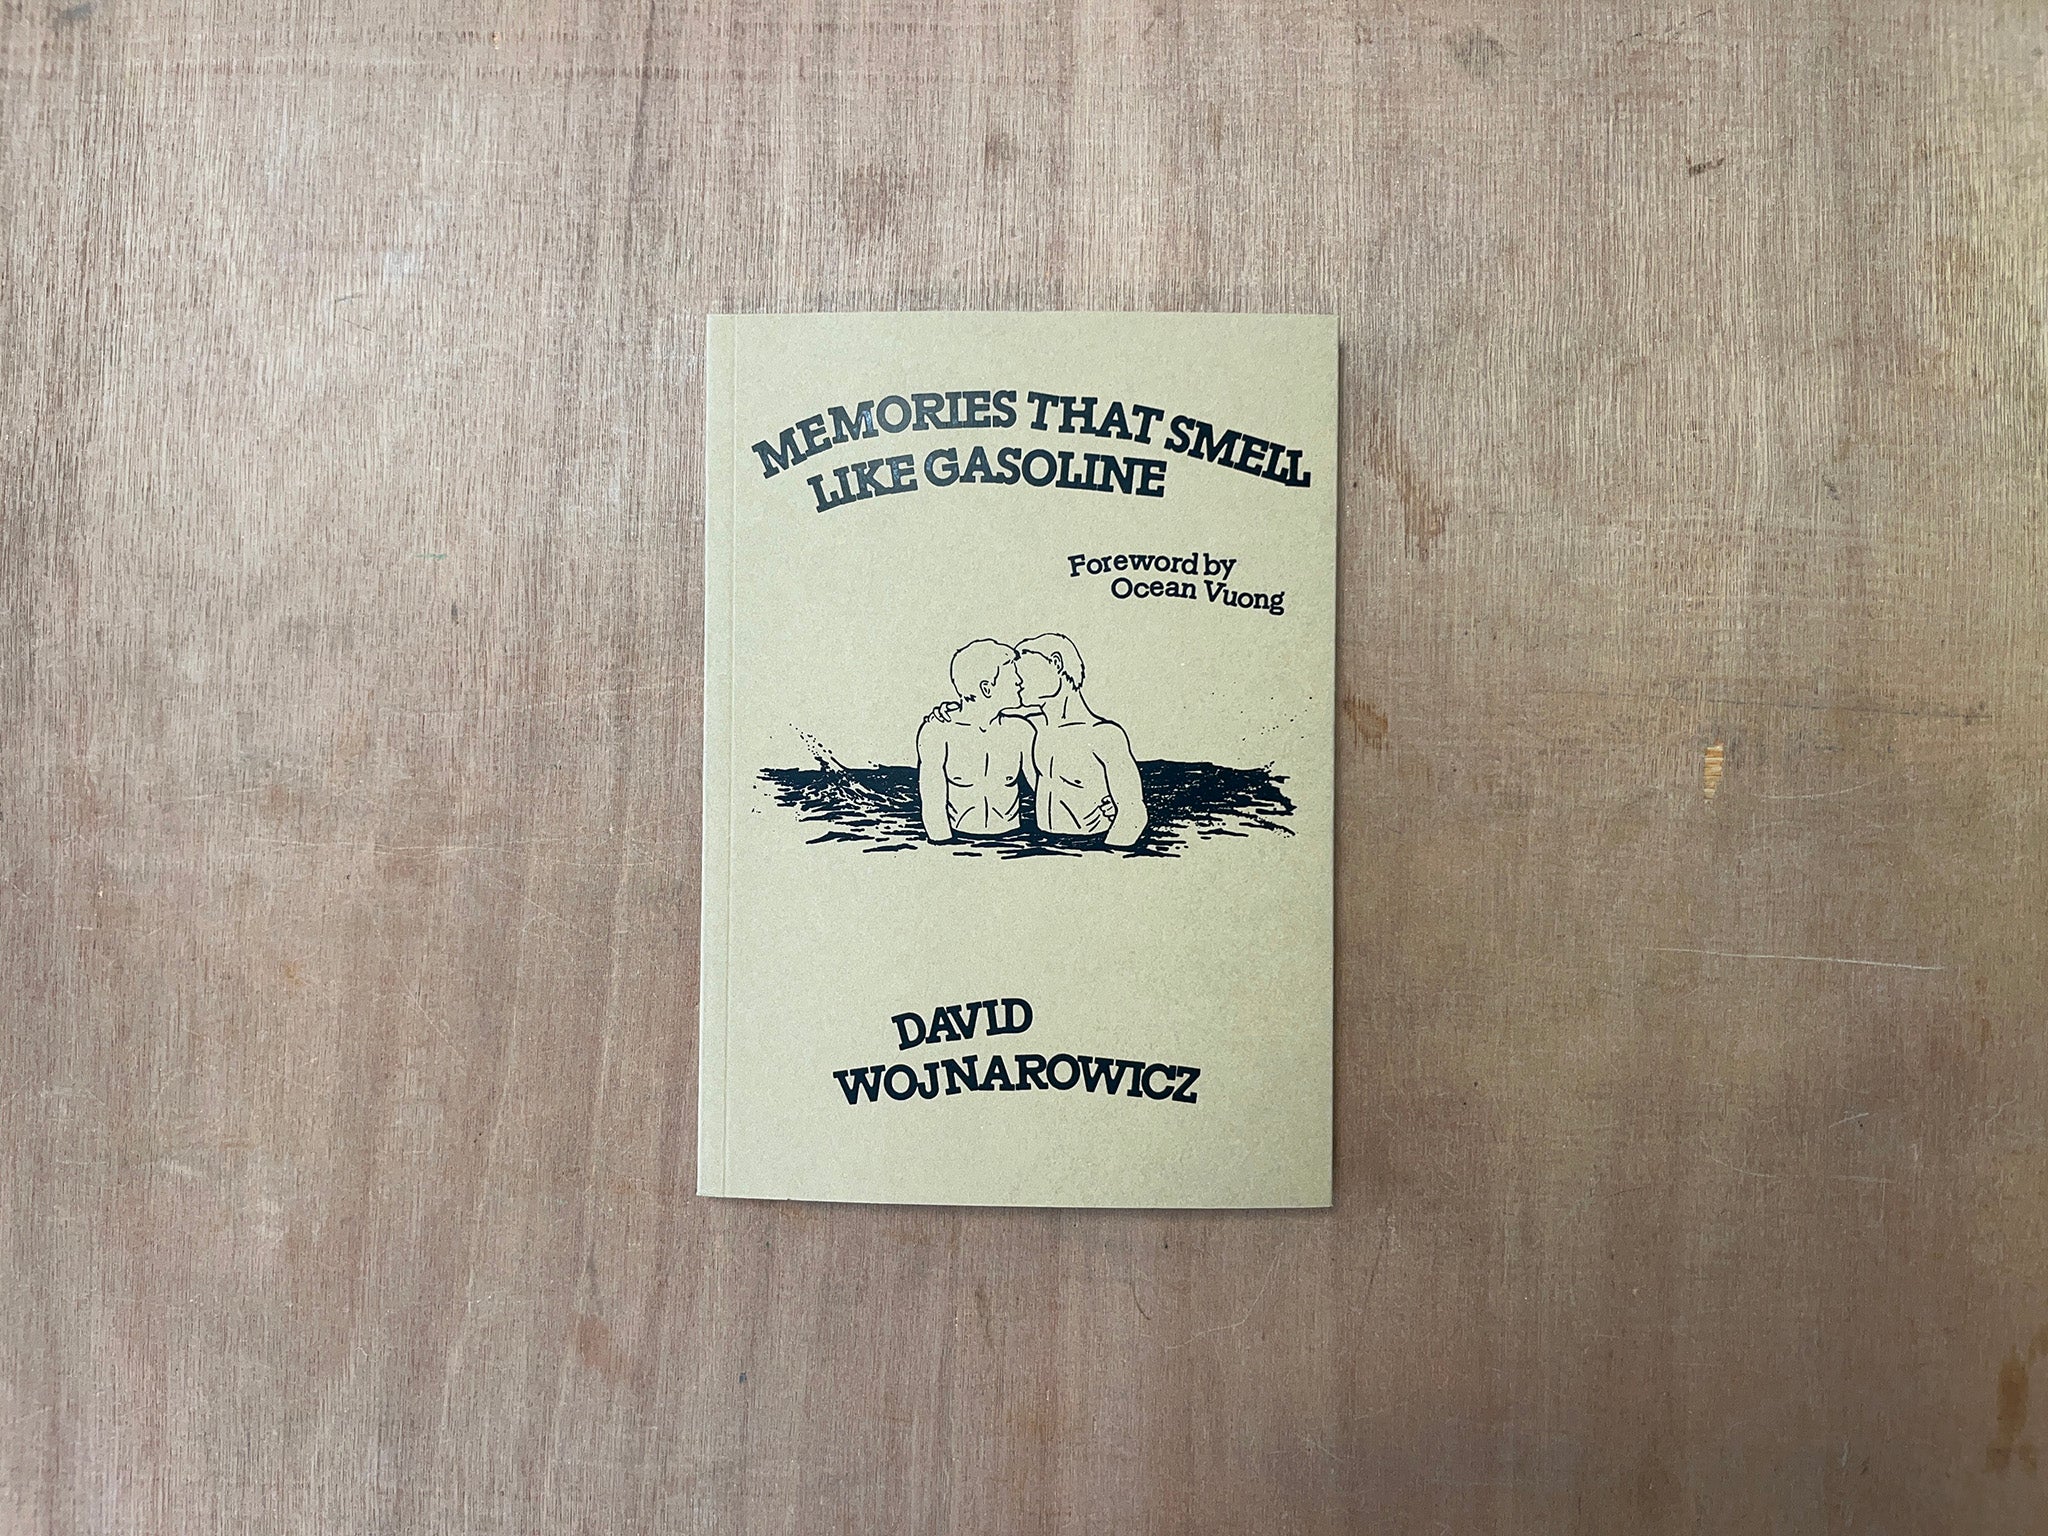 MEMORIES THAT SMELL
LIKE GASOLINE
Foreword by
Ocean Vuong
DAVID
WOJNAROWICZ